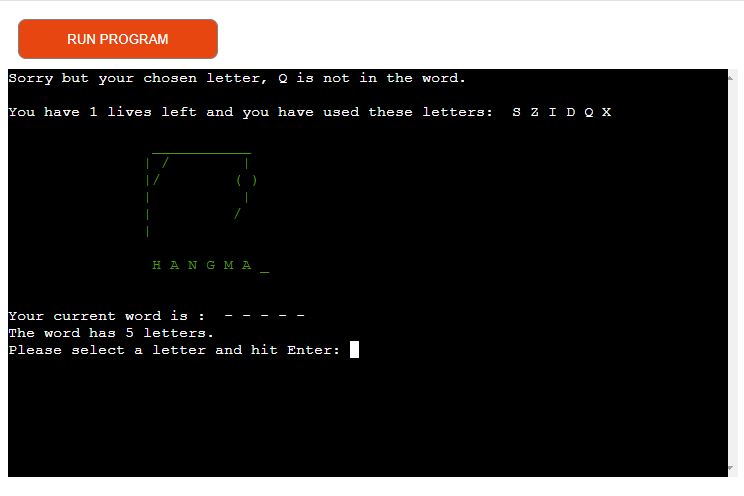 RUN PROGRAM
Sorry but your chosen letter, Q is not in the word.
You have 1 lives left and you have used these letters:  S Z I D Q X
H A N G M A _
Your current word is :  - - - - -
The word has 5 letters.
Please select a letter and hit Enter: